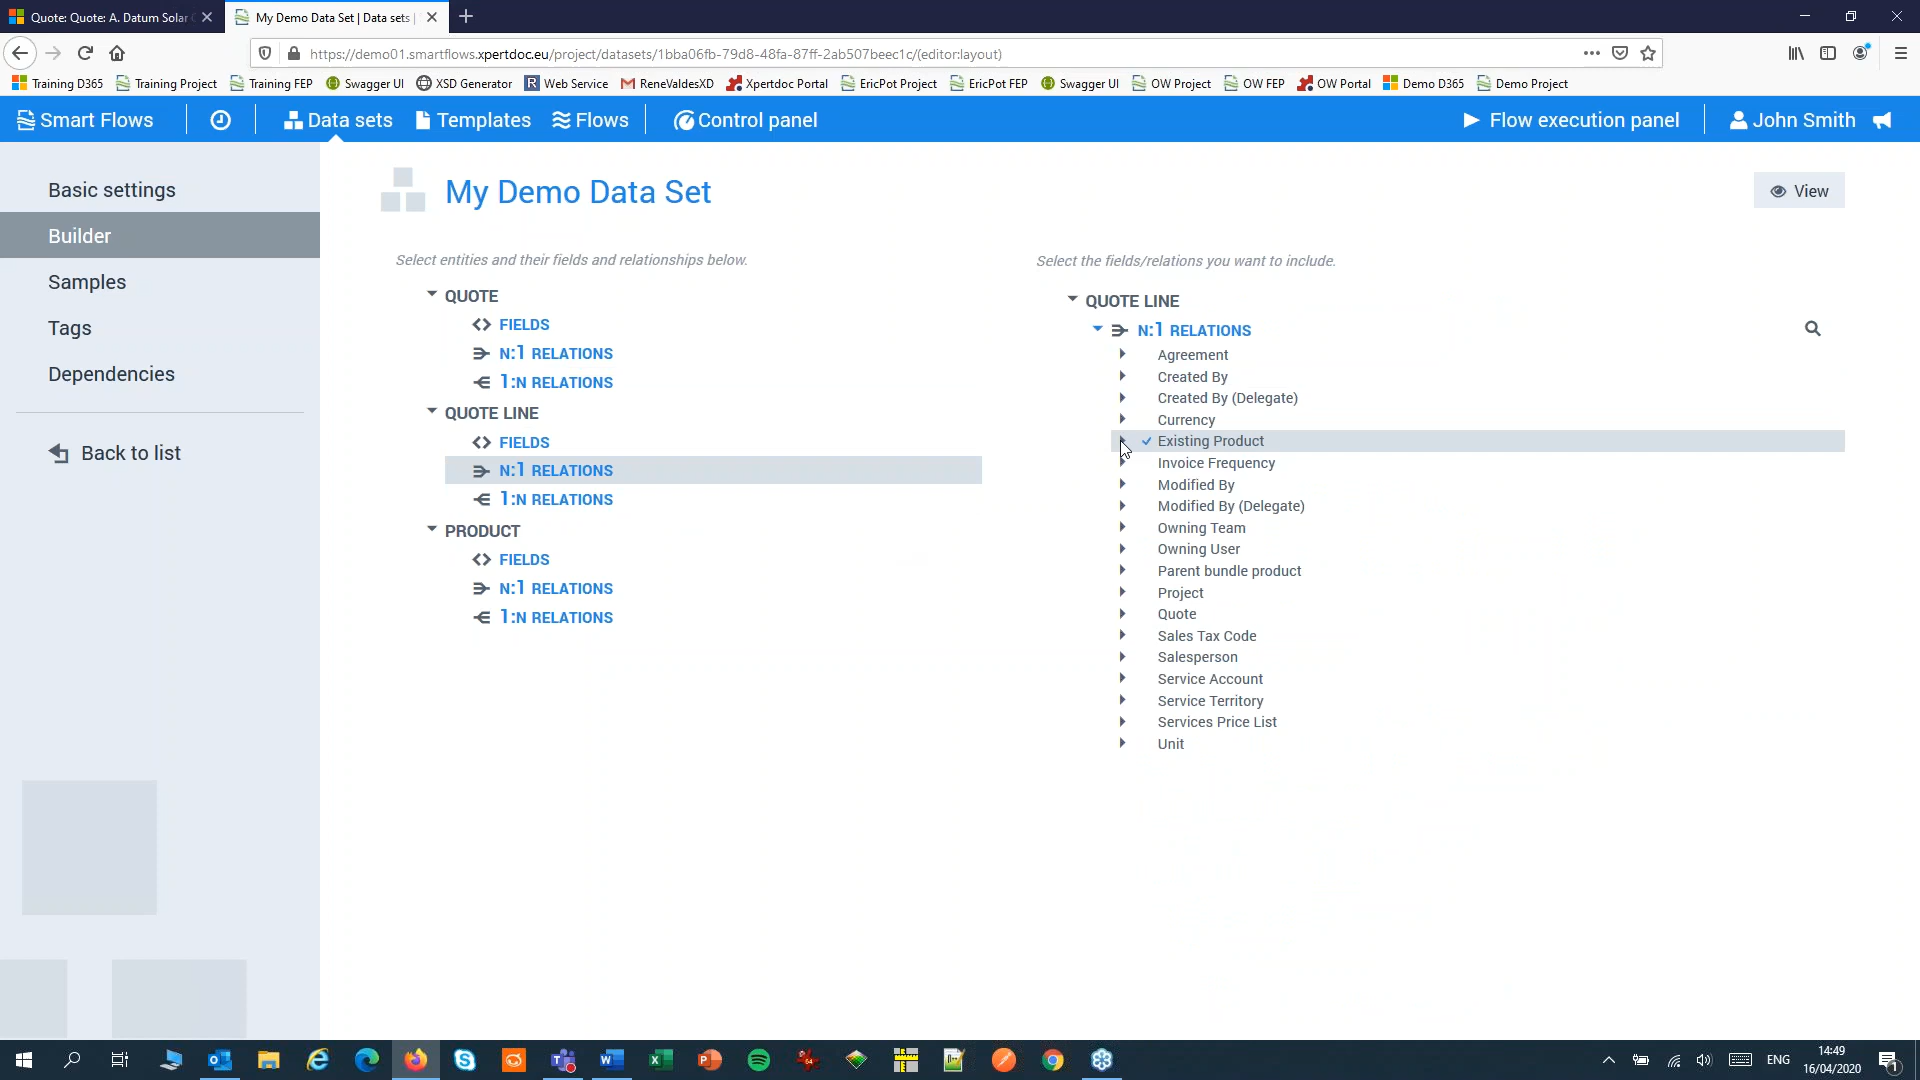 Quote: Quote: A. Datum Solar
My Demo Data Set | Data sets |
https://demo01.smartflows.xpertdoc.eu/project/datasets/1bba06fb-79d8-48fa-87ff-2ab507beec1c/(editor:layout)
Training D365 Training Project Training FEP Swagger UI XSD Generator Web Service ReneValdesXD Xpertdoc Portal EricPot Project EricPot FEP Swagger UI OW Project OW FEP OW Portal Demo D365 Demo Project
Smart Flows Data sets Templates Flows Control panel Flow execution panel John Smith
Basic settings
Builder
Samples
Tags
Dependencies
Back to list
My Demo Data Set
View
Select entities and their fields and relationships below.
QUOTE
FIELDS
N:1 RELATIONS
1:N RELATIONS
QUOTE LINE
FIELDS
N:1 RELATIONS
1:N RELATIONS
PRODUCT
FIELDS
N:1 RELATIONS
1:N RELATIONS
Select the fields/relations you want to include.
QUOTE LINE
N:1 RELATIONS
Agreement
Created By
Created By (Delegate)
Currency
Existing Product
Invoice Frequency
Modified By
Modified By (Delegate)
Owning Team
Owning User
Parent bundle product
Project
Quote
Sales Tax Code
Salesperson
Service Account
Service Territory
Services Price List
Unit
ENG
14:49
16/04/2020
1